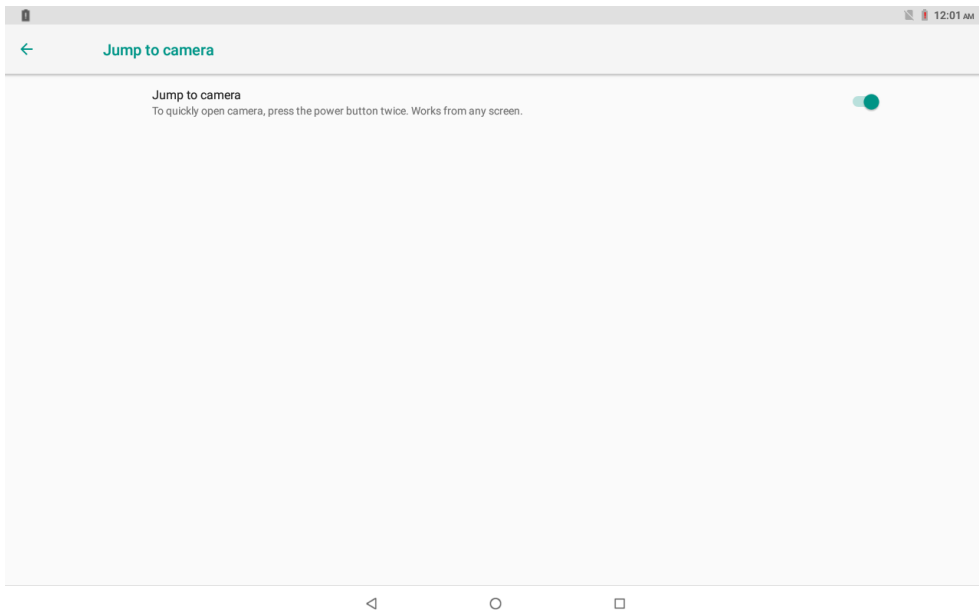 12:01 AM
Jump to camera
Jump to camera
To quickly open camera, press the power button twice. Works from any screen.